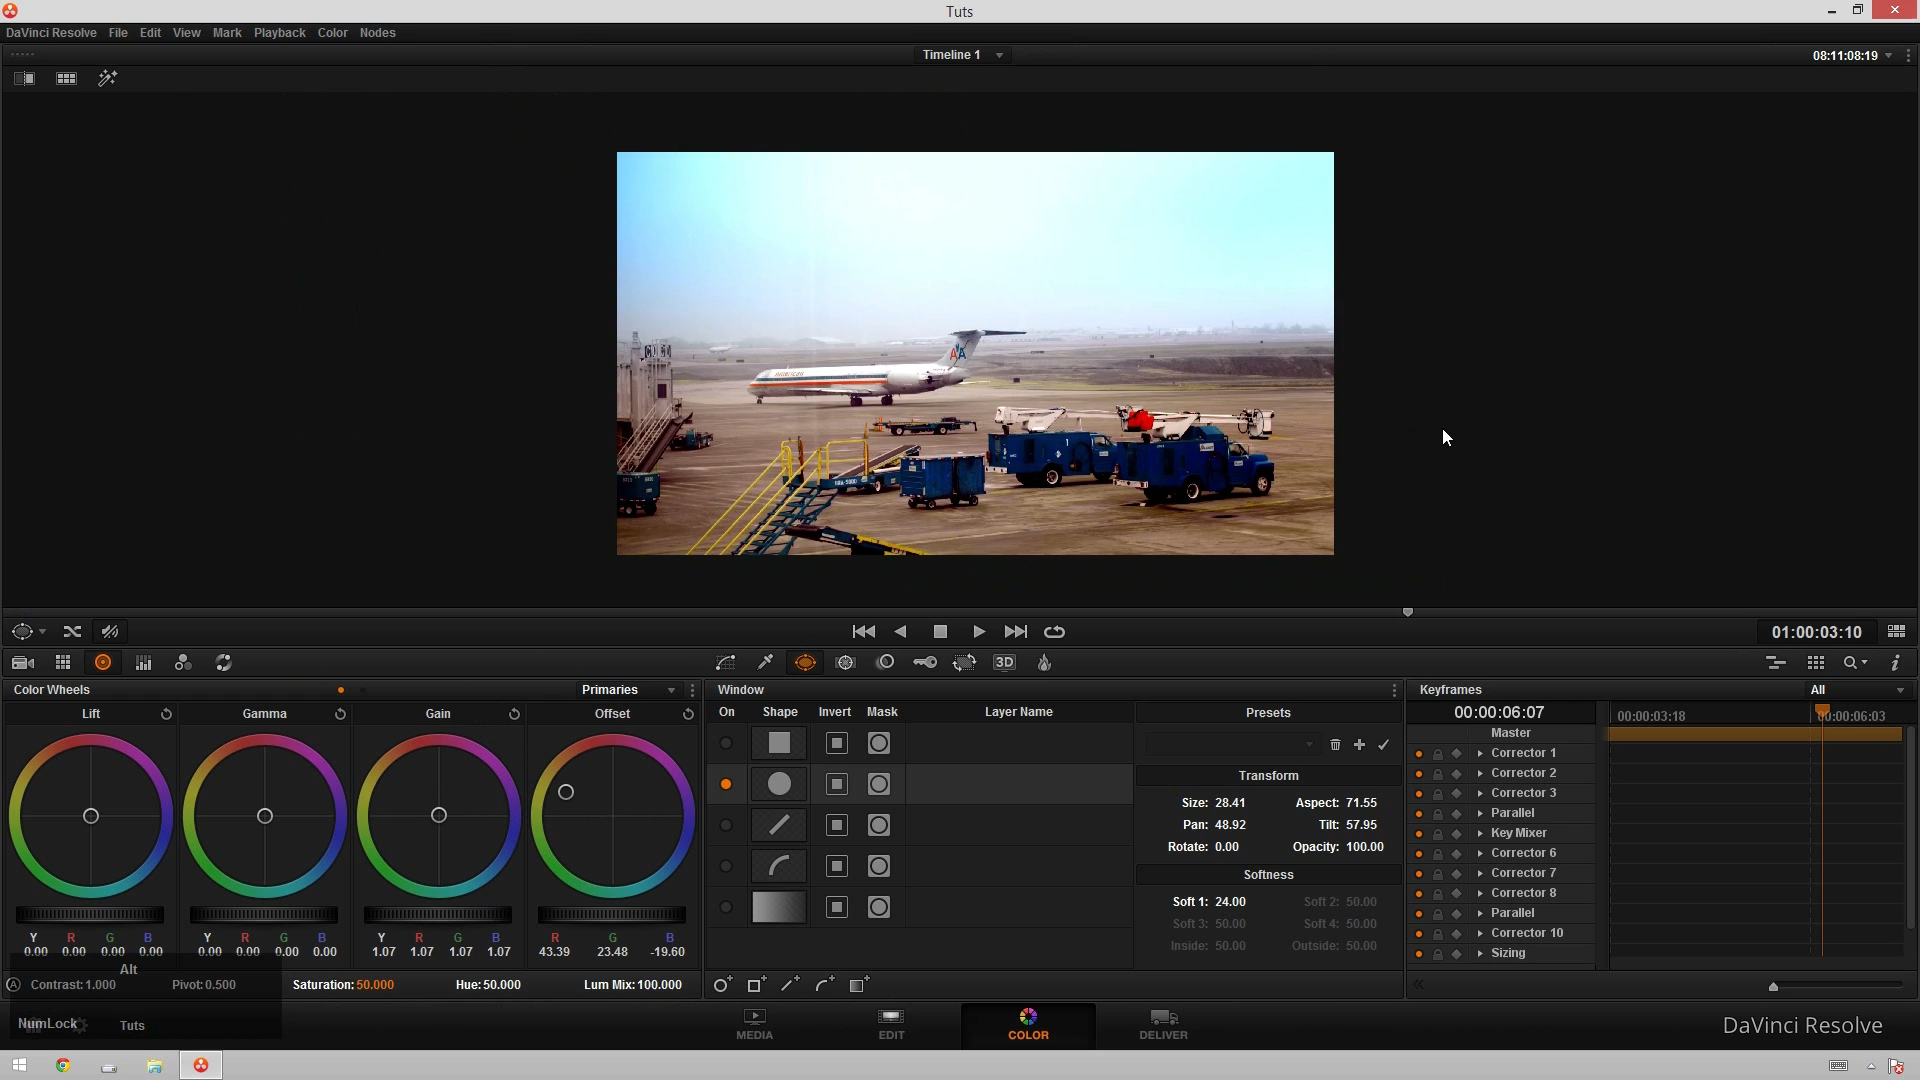 Tuts
DaVinci Resolve File Edit View Mark Playback Color Nodes
Timeline 1
08:11:08:19
01:00:03:10
3D
Color Wheels
Primaries
Lift Gamma Gain Offset
Y R G B
0.00 0.00 0.00 0.00
Y R G B
0.00 0.00 0.00 0.00
Y R G B
1.07 1.07 1.07 1.07
R G B
43.39 23.48 -19.60
Alt
A Contrast: 1.000 Pivot: 0.500 Saturation: 50.000 Hue: 50.000 Lum Mix: 100.000
NumLock
Tuts
Window
On Shape Invert Mask Layer Name
Presets
Transform
Size: 28.41 Aspect: 71.55
Pan: 48.92 Tilt: 57.95
Rotate: 0.00 Opacity: 100.00
Softness
Soft 1: 24.00 Soft 2: 50.00
Soft 3: 50.00 Soft 4: 50.00
Inside: 50.00 Outside: 50.00
Keyframes
All
00:00:06:07
00:00:03:18
00:00:06:03
Master
Corrector 1
Corrector 2
Corrector 3
Parallel
Key Mixer
Corrector 6
Corrector 7
Corrector 8
Parallel
Corrector 10
Sizing
MEDIA
EDIT
COLOR
DELIVER
DaVinci Resolve